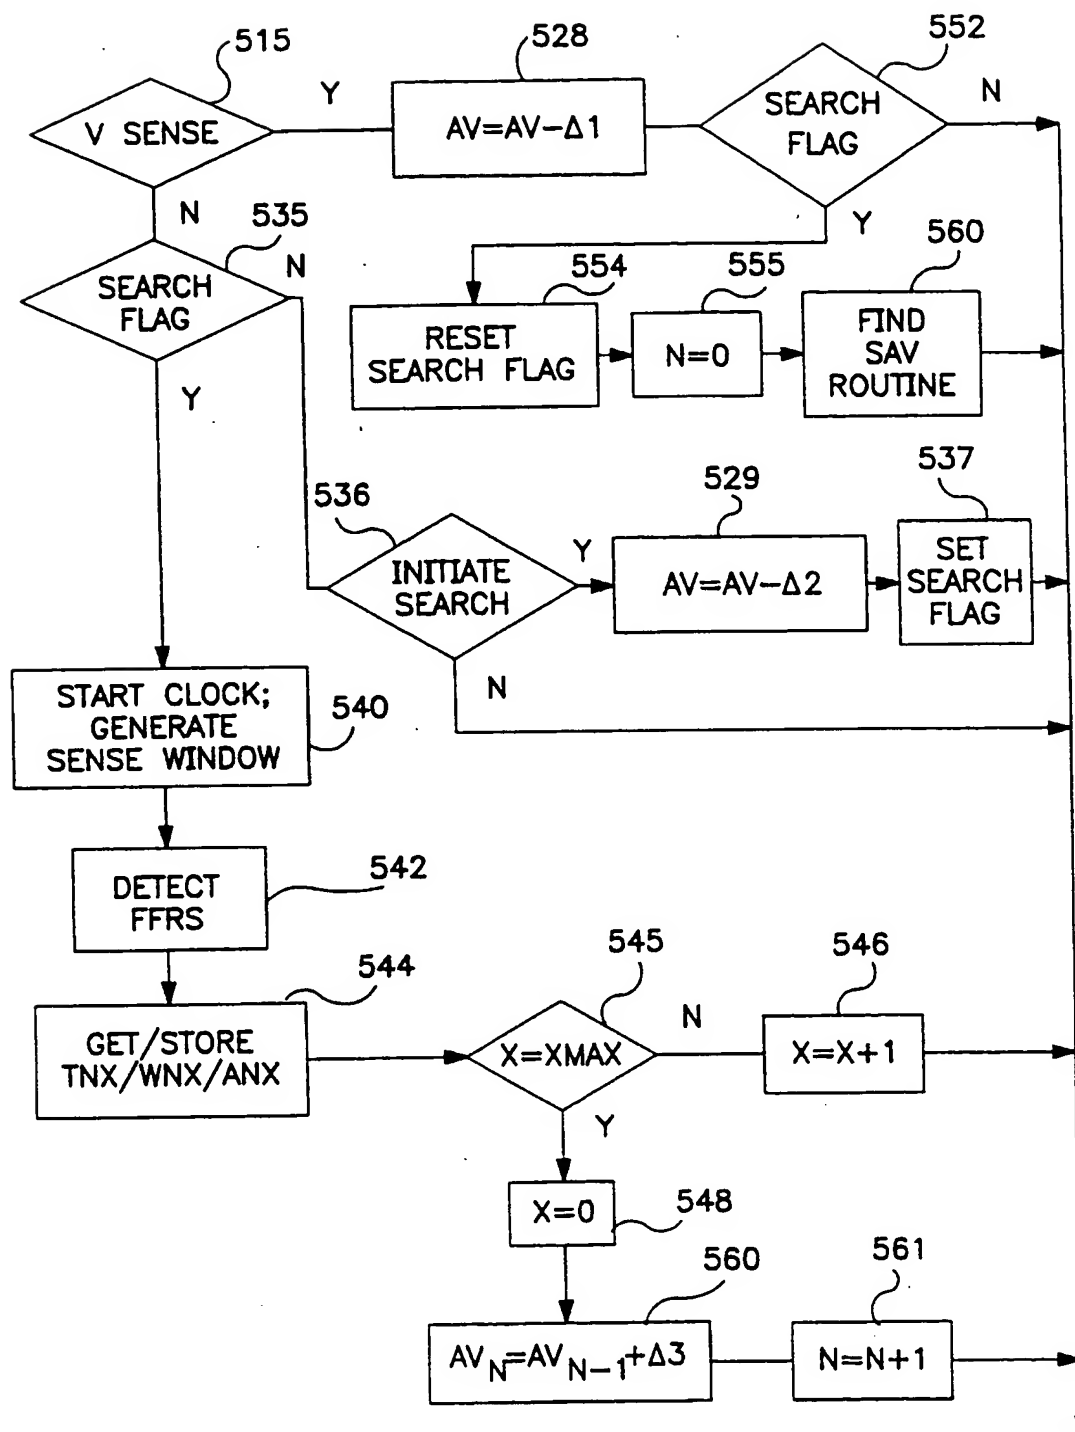 515
528
552
Y
N
V SENSE
AV=AV−Δ1
SEARCH
FLAG
N
Y
535
N
554
555
560
SEARCH
FLAG
RESET
SEARCH FLAG
N=0
FIND
SAV
ROUTINE
Y
536
529
537
INITIATE
SEARCH
Y
AV=AV−Δ2
SET
SEARCH
FLAG
N
START CLOCK;
GENERATE
SENSE WINDOW
540
DETECT
FFRS
542
544
545
546
GET/STORE
TNX/WNX/ANX
X=XMAX
N
X=X+1
Y
X=0
548
560
561
AV_N=AV_{N−1}+Δ3
N=N+1